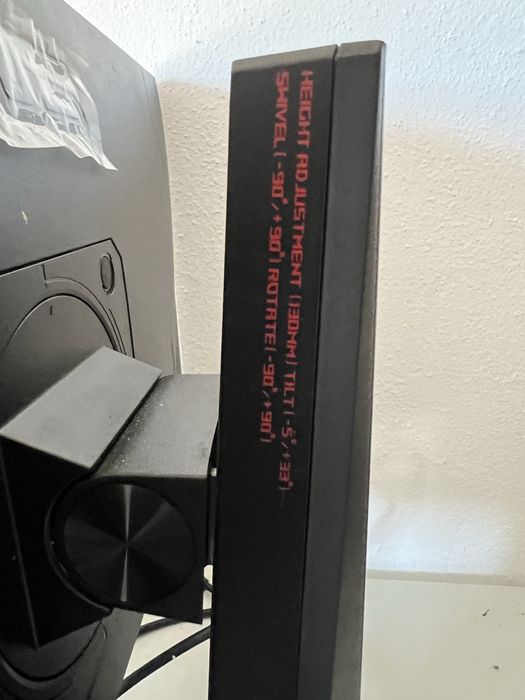 HEIGHT ADJUSTMENT (130MM) TILT(-5°/+33°)
SWIVEL (-90°/+90°) ROTATE(-90°/+90°)